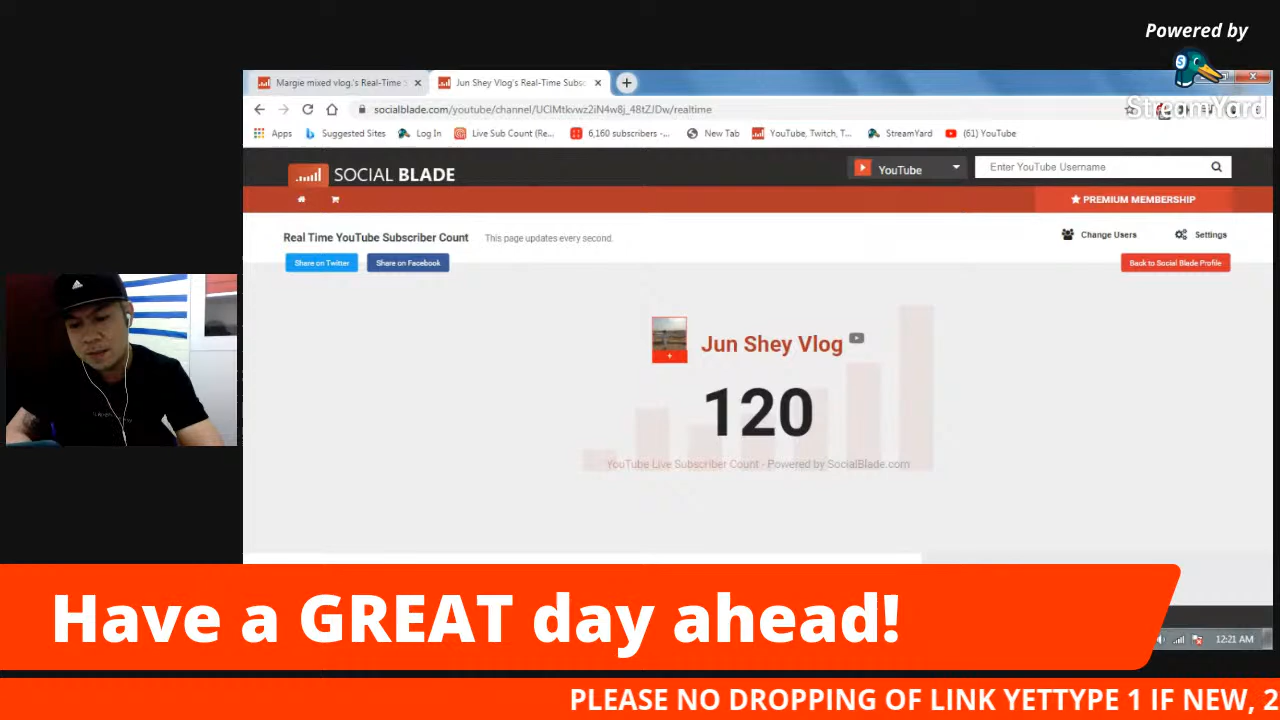 Powered by
StreamYard
Margie mixed vlog.'s Real-Time S
Jun Shey Vlog's Real-Time Subsc
socialblade.com/youtube/channel/UCIMtkvwz2iN4w8j_48tZJDw/realtime
Apps
Suggested Sites
Log In
Live Sub Count (Re...
6,160 subscribers -...
New Tab
YouTube, Twitch, T...
StreamYard
(61) YouTube
SOCIAL BLADE
YouTube
Enter YouTube Username
PREMIUM MEMBERSHIP
Real Time YouTube Subscriber Count
This page updates every second.
Change Users
Settings
Share on Twitter
Share on Facebook
Back to Social Blade Profile
Jun Shey Vlog
120
YouTube Live Subscriber Count - Powered by SocialBlade.com
Have a GREAT day ahead!
12:21 AM
PLEASE NO DROPPING OF LINK YETTYPE 1 IF NEW, 2